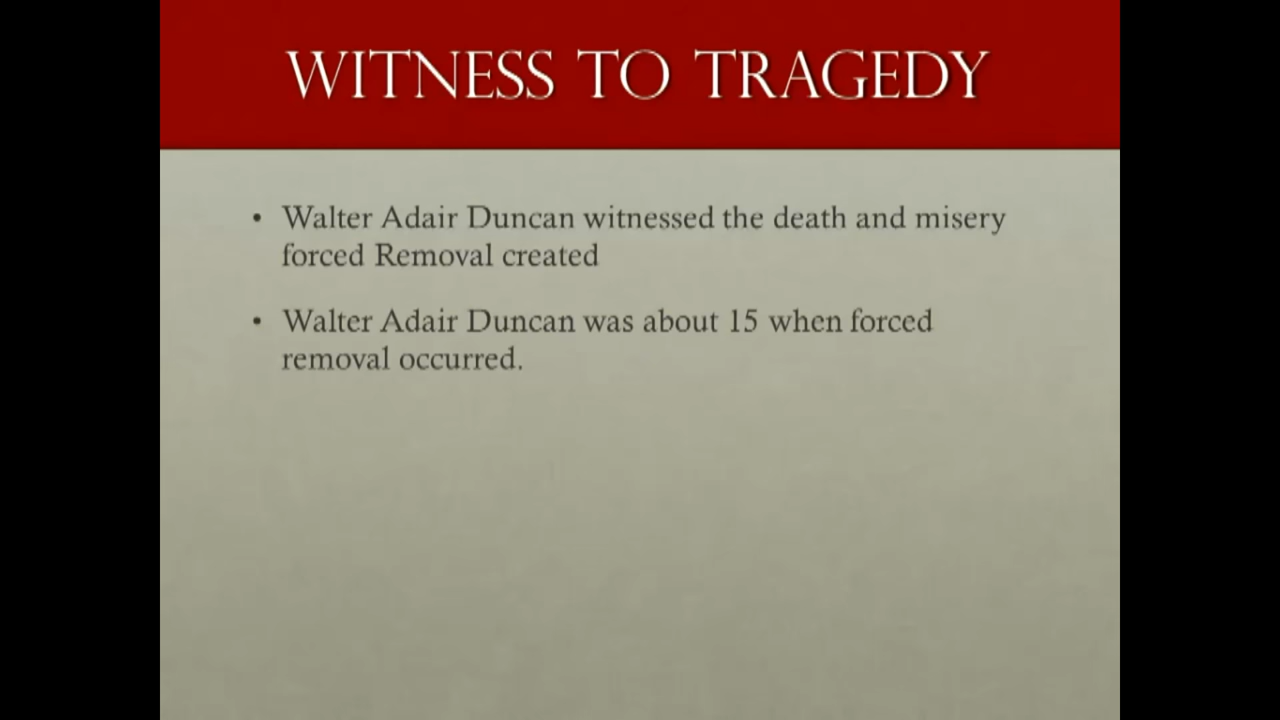 WITNESS TO TRAGEDY
• Walter Adair Duncan witnessed the death and misery
forced Removal created
• Walter Adair Duncan was about 15 when forced
removal occurred.